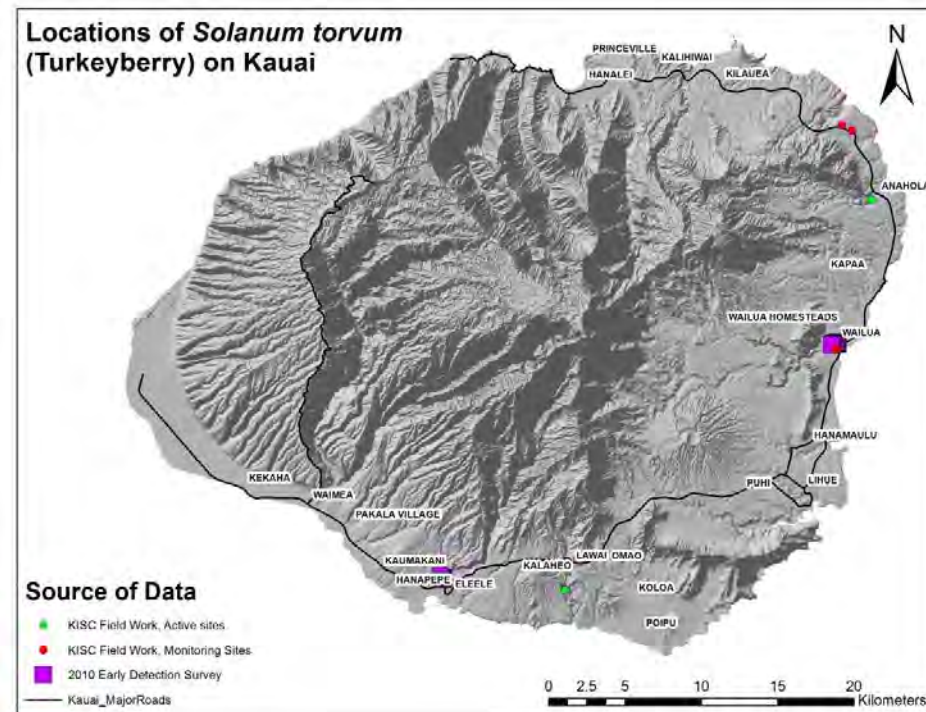 Locations of Solanum torvum
(Turkeyberry) on Kauai
N
PRINCEVILLE
KALIHIWAI
HANALEI
KILAUEA
ANAHOLA
KAPAA
WAILUA HOMESTEADS
WAILUA
HANAMAULU
PUHI
LIHUE
KEKAHA
WAIMEA
PAKALA VILLAGE
KAUMAKANI
HANAPEPE
ELEELE
KALAHEO
LAWAI
OMAO
KOLOA
POIPU
Source of Data
KISC Field Work, Active sites
KISC Field Work, Monitoring Sites
2010 Early Detection Survey
Kauai_MajorRoads
0 2.5 5 10 15 20
Kilometers